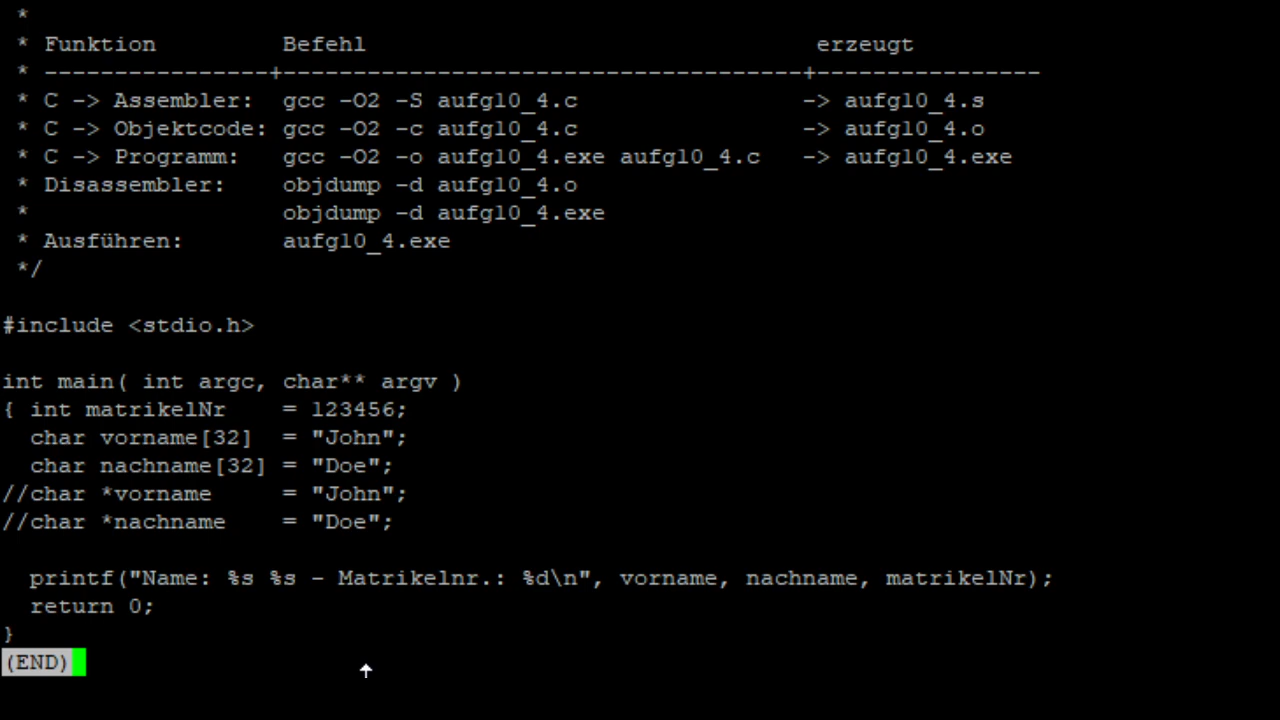 *
 * Funktion         Befehl                                erzeugt
 * ----------------+--------------------------------------+----------------
 * C -> Assembler:  gcc -O2 -S aufg10_4.c                -> aufg10_4.s
 * C -> Objektcode: gcc -O2 -c aufg10_4.c                -> aufg10_4.o
 * C -> Programm:   gcc -O2 -o aufg10_4.exe aufg10_4.c   -> aufg10_4.exe
 * Disassembler:    objdump -d aufg10_4.o
 *                  objdump -d aufg10_4.exe
 * Ausführen:       aufg10_4.exe
 */

#include <stdio.h>

int main( int argc, char** argv )
{ int matrikelNr    = 123456;
  char vorname[32]  = "John";
  char nachname[32] = "Doe";
//char *vorname     = "John";
//char *nachname    = "Doe";

  printf("Name: %s %s - Matrikelnr.: %d\n", vorname, nachname, matrikelNr);
  return 0;
}
(END)